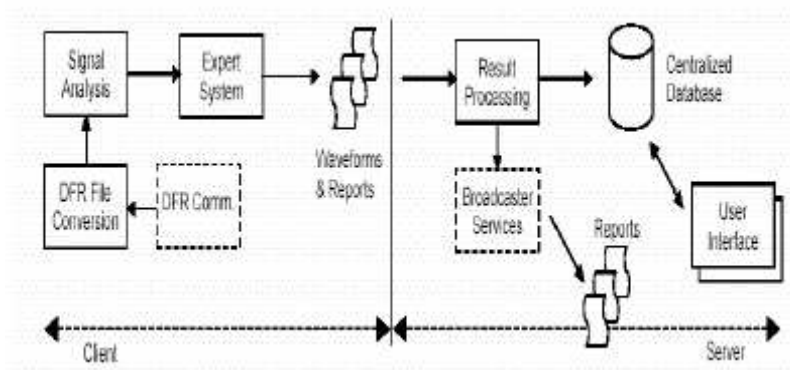 Signal
Analysis
Expert
System
Waveforms
& Reports
DFR File
Conversion
DFR Comm.
Result
Processing
Centralized
Database
Broadcaster
Services
Reports
User
Interface
Client
Server